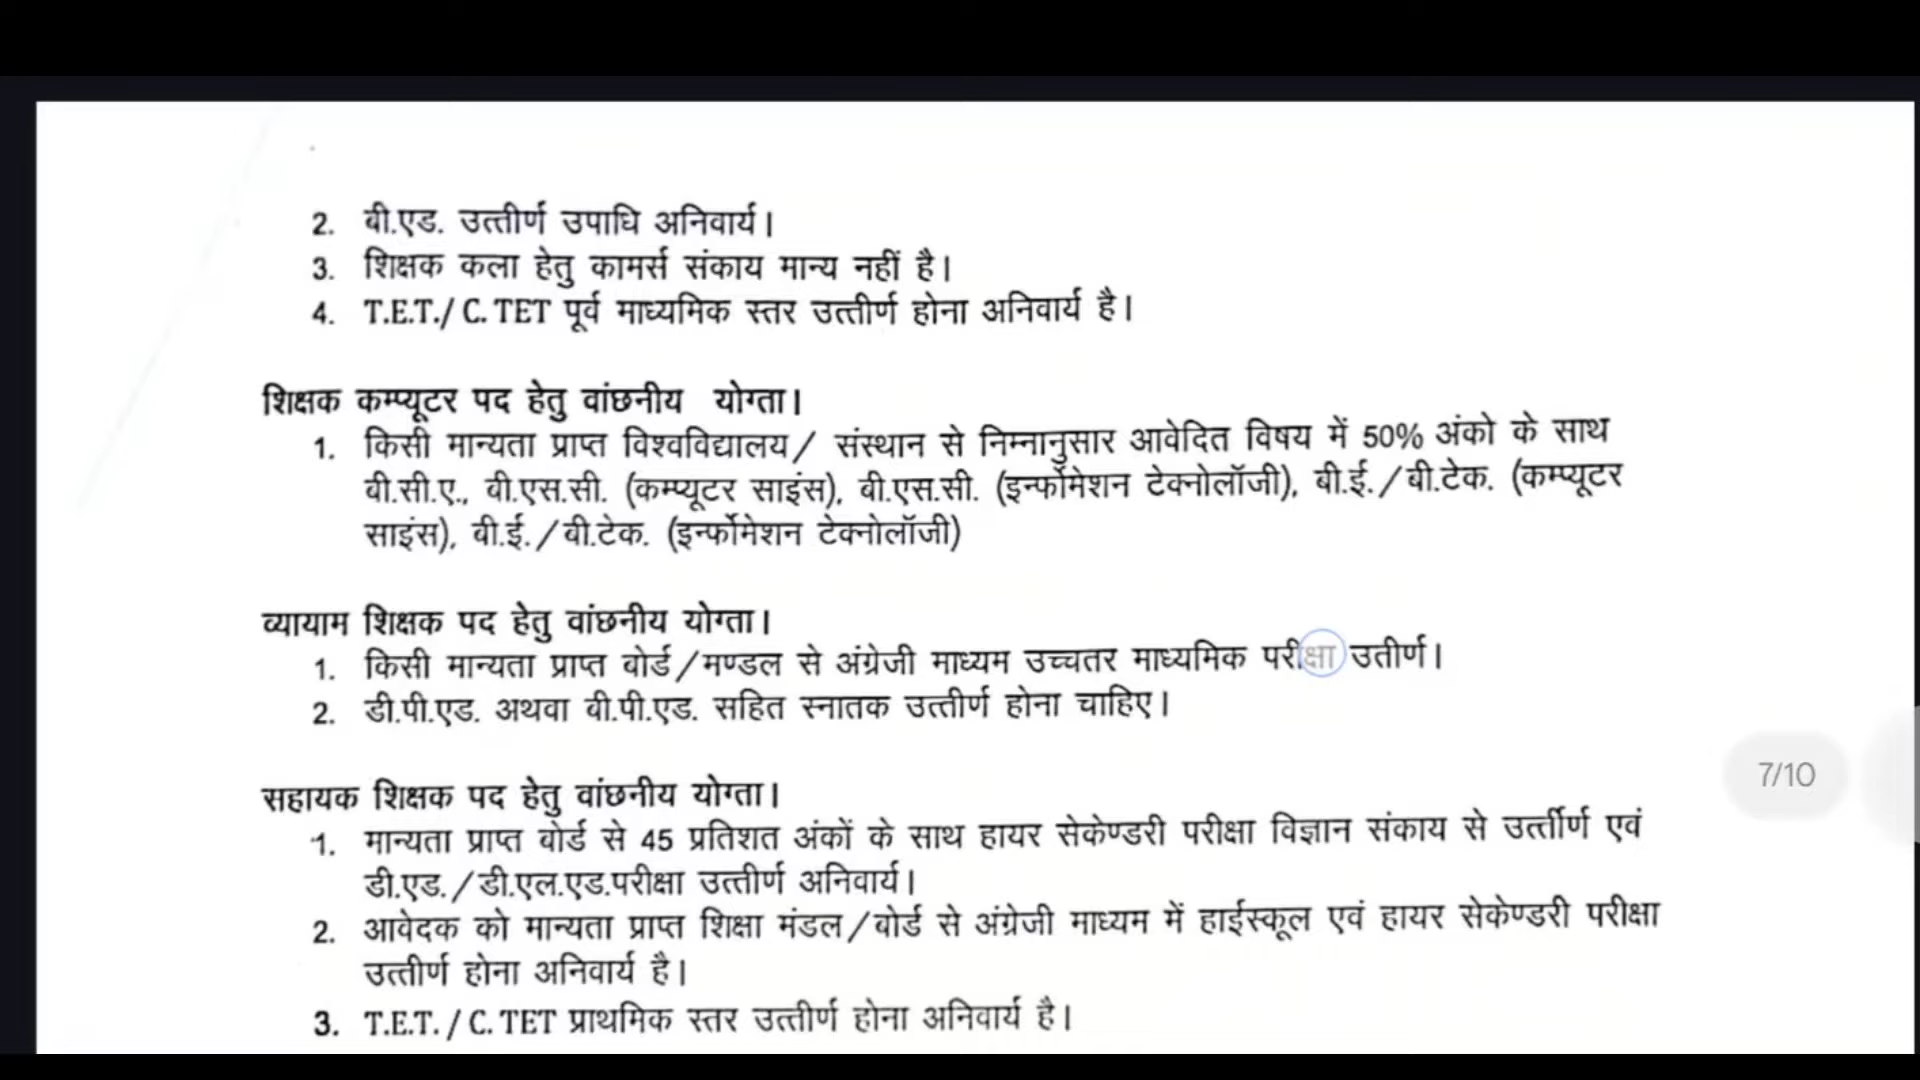 2. बी.एड. उत्तीर्ण उपाधि अनिवार्य।
3. शिक्षक कला हेतु कामर्स संकाय मान्य नहीं है।
4. T.E.T./ C. TET पूर्व माध्यमिक स्तर उत्तीर्ण होना अनिवार्य है।
शिक्षक कम्प्यूटर पद हेतु वांछनीय योग्ता।
1. किसी मान्यता प्राप्त विश्वविद्यालय/ संस्थान से निम्नानुसार आवेदित विषय में 50% अंको के साथ
बी.सी.ए., बी.एस.सी. (कम्प्यूटर साइंस), बी.एस.सी. (इन्फोर्मेशन टेक्नोलॉजी), बी.ई./बी.टेक. (कम्प्यूटर
साइंस), बी.ई./बी.टेक. (इन्फोर्मेशन टेक्नोलॉजी)
व्यायाम शिक्षक पद हेतु वांछनीय योग्ता।
1. किसी मान्यता प्राप्त बोर्ड/मण्डल से अंग्रेजी माध्यम उच्चतर माध्यमिक परीक्षा उतीर्ण।
2. डी.पी.एड. अथवा बी.पी.एड. सहित स्नातक उत्तीर्ण होना चाहिए।
7/10
सहायक शिक्षक पद हेतु वांछनीय योग्ता।
1. मान्यता प्राप्त बोर्ड से 45 प्रतिशत अंकों के साथ हायर सेकेण्डरी परीक्षा विज्ञान संकाय से उर्त्तीर्ण एवं
डी.एड./डी.एल.एड.परीक्षा उत्तीर्ण अनिवार्य।
2. आवेदक को मान्यता प्राप्त शिक्षा मंडल/बोर्ड से अंग्रेजी माध्यम में हाईस्कूल एवं हायर सेकेण्डरी परीक्षा
उत्तीर्ण होना अनिवार्य है।
3. T.E.T. / C. TET प्राथमिक स्तर उत्तीर्ण होना अनिवार्य है।